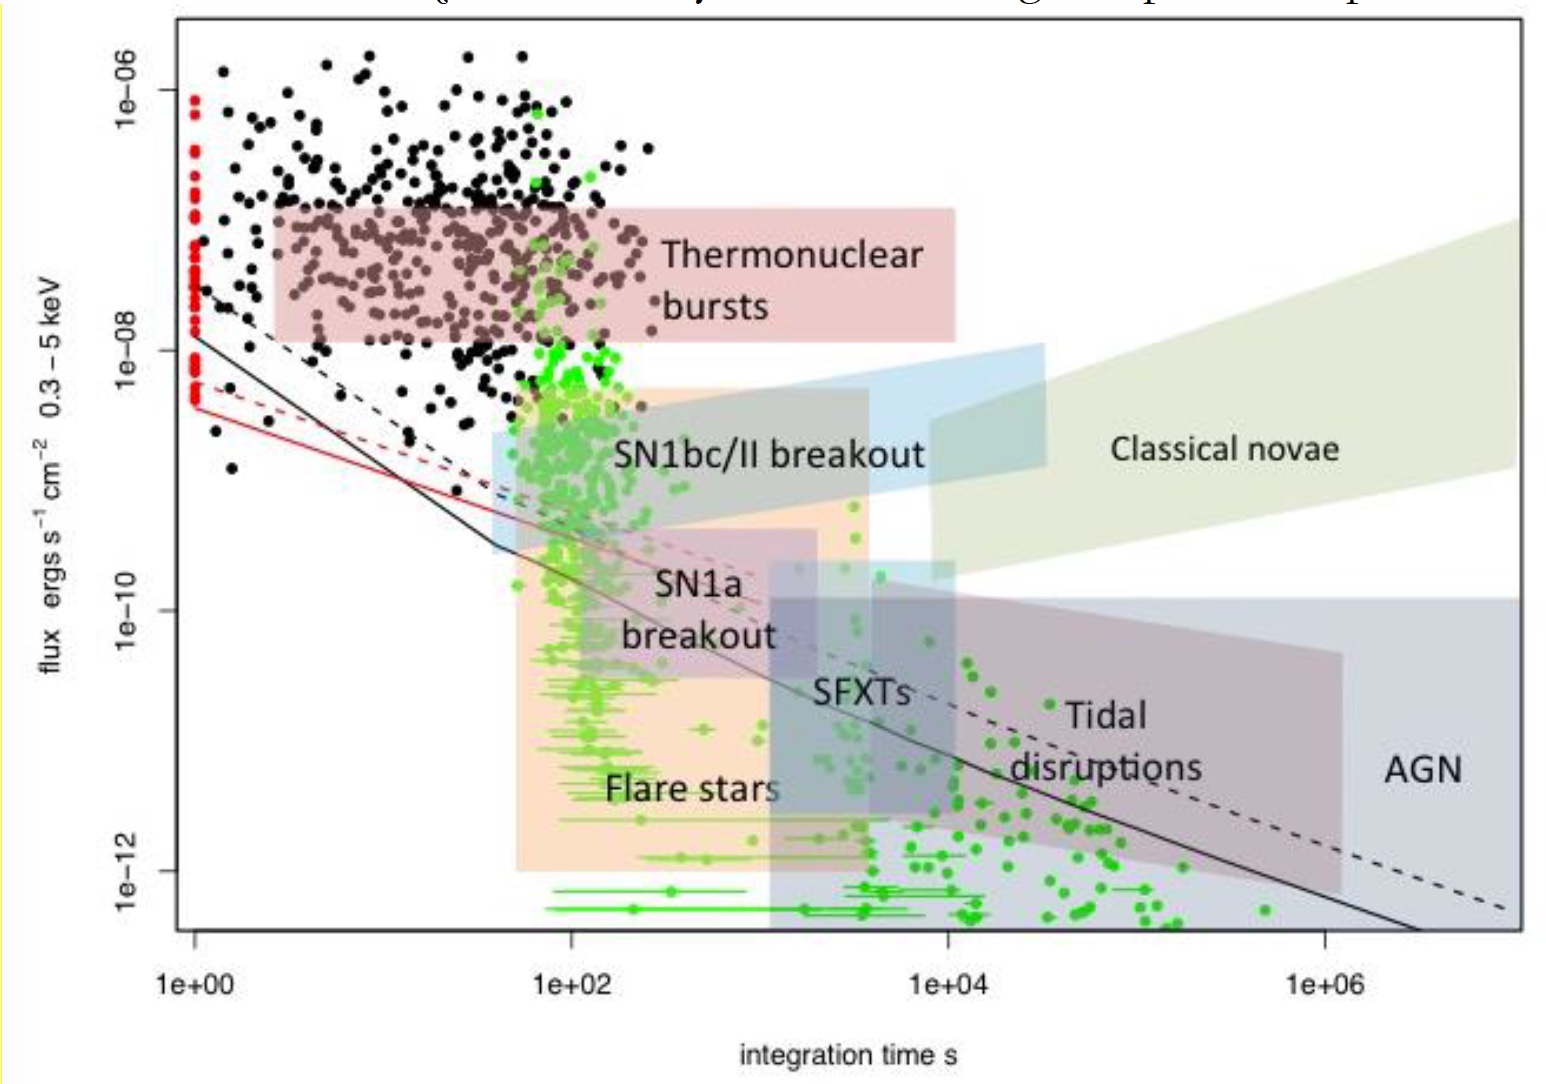 1e−06
1e−08
1e−10
1e−12
flux ergs s⁻¹ cm⁻² 0.3 − 5 keV
Thermonuclear
bursts
SN1bc/II breakout
Classical novae
SN1a
breakout
SFXTs
Tidal
disruptions
AGN
Flare stars
1e+00 1e+02 1e+04 1e+06
integration time s